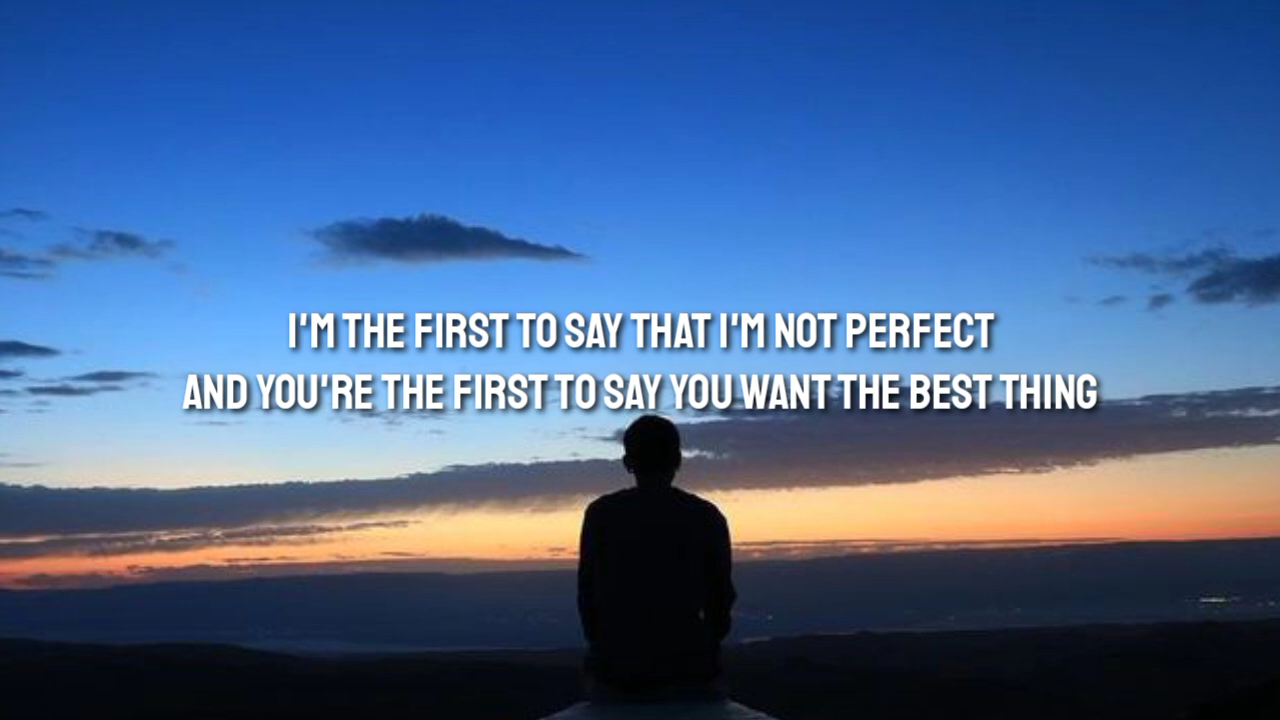 I'M THE FIRST TO SAY THAT I'M NOT PERFECT
AND YOU'RE THE FIRST TO SAY YOU WANT THE BEST THING